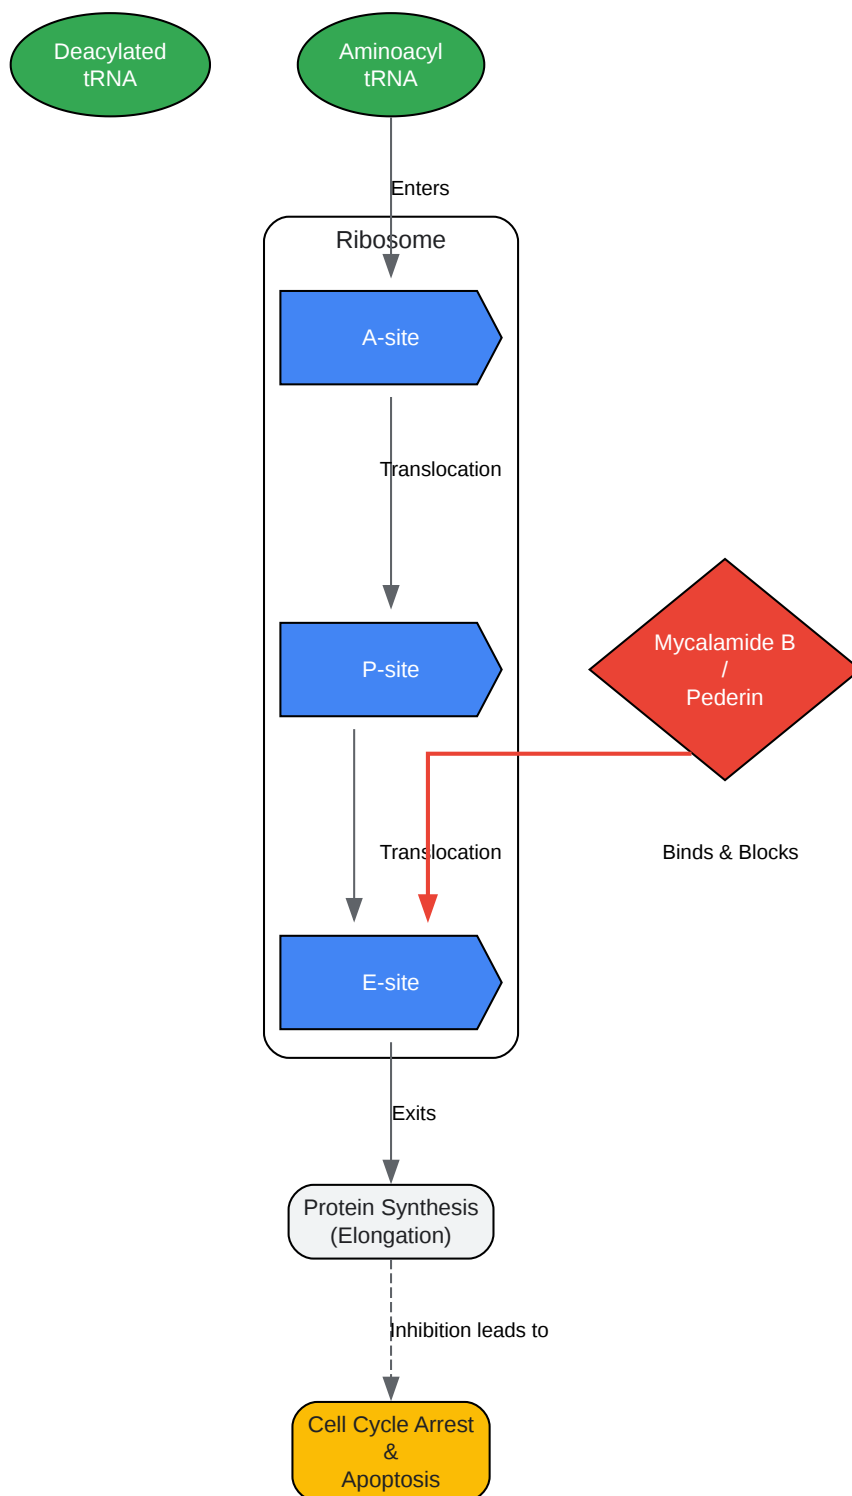 Deacylated
tRNA
Aminoacyl
tRNA
Enters
Ribosome
A-site
Translocation
P-site
Mycalamide B
/
Pederin
Translocation
Binds & Blocks
E-site
Exits
Protein Synthesis
(Elongation)
Inhibition leads to
Cell Cycle Arrest
&
Apoptosis